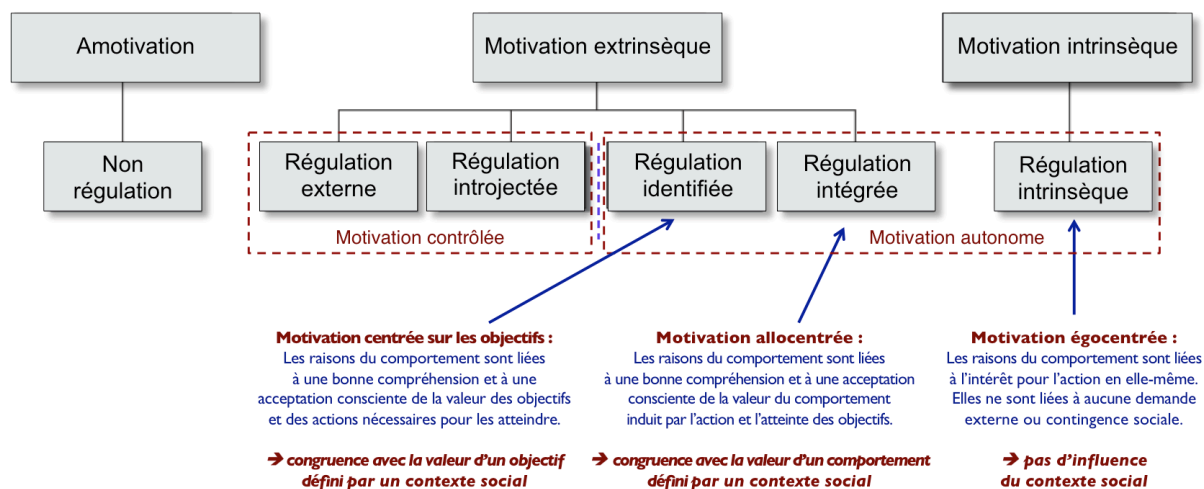 Amotivation
Motivation extrinsèque
Motivation intrinsèque
Non
régulation
Régulation
externe
Régulation
introjectée
Régulation
identifiée
Régulation
intégrée
Régulation
intrinsèque
Motivation contrôlée
Motivation autonome
Motivation centrée sur les objectifs :
Les raisons du comportement sont liées
à une bonne compréhension et à une
acceptation consciente de la valeur des objectifs
et des actions nécessaires pour les atteindre.
➔ congruence avec la valeur d'un objectif
défini par un contexte social
Motivation allocentrée :
Les raisons du comportement sont liées
à une bonne compréhension et à une acceptation
consciente de la valeur du comportement
induit par l'action et l'atteinte des objectifs.
➔ congruence avec la valeur d'un comportement
défini par un contexte social
Motivation égocentrée :
Les raisons du comportement sont liées
à l'intérêt pour l'action en elle-même.
Elles ne sont liées à aucune demande
externe ou contingence sociale.
➔ pas d'influence
du contexte social